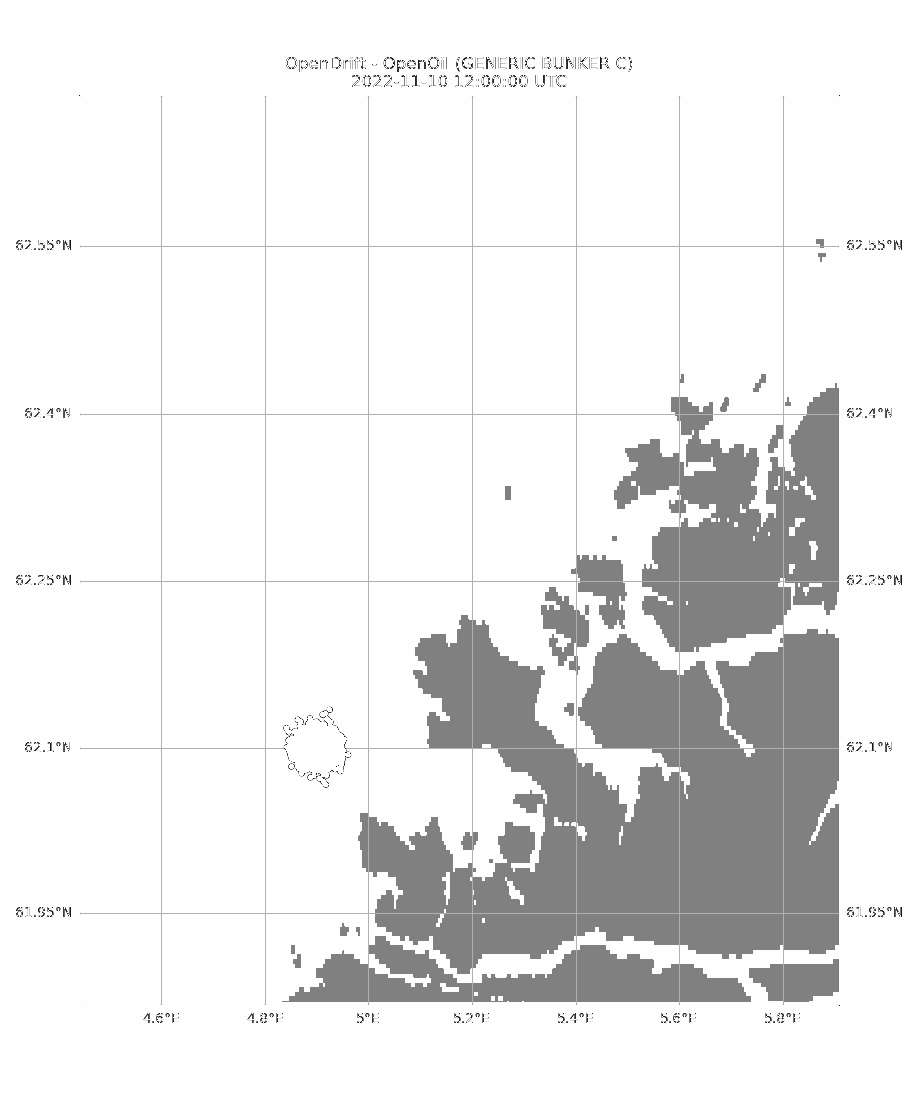 OpenDrift - OpenOil (GENERIC BUNKER C)
2022-11-10 12:00:00 UTC
62.55°N 62.55°N
62.4°N 62.4°N
62.25°N 62.25°N
62.1°N 62.1°N
61.95°N 61.95°N
4.6°E 4.8°E 5°E 5.2°E 5.4°E 5.6°E 5.8°E